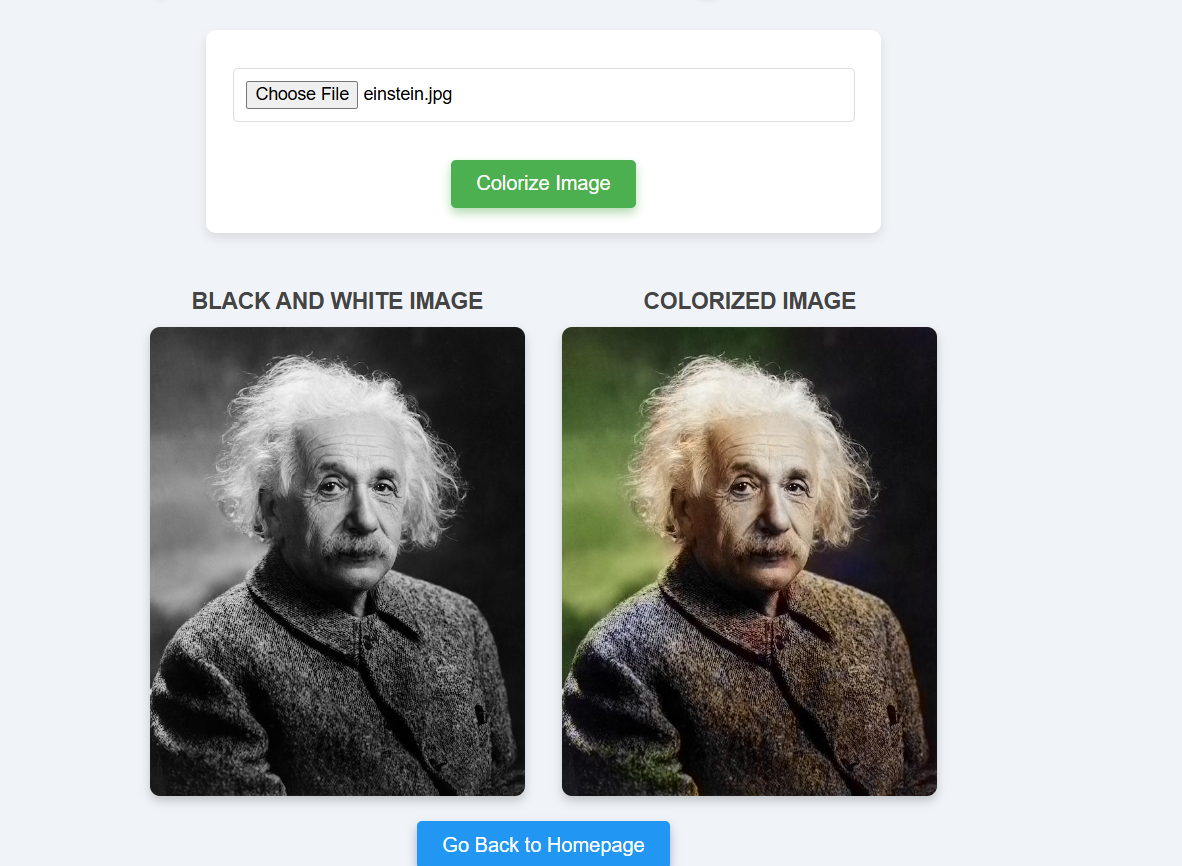 Choose File einstein.jpg
Colorize Image
BLACK AND WHITE IMAGE
COLORIZED IMAGE
Go Back to Homepage